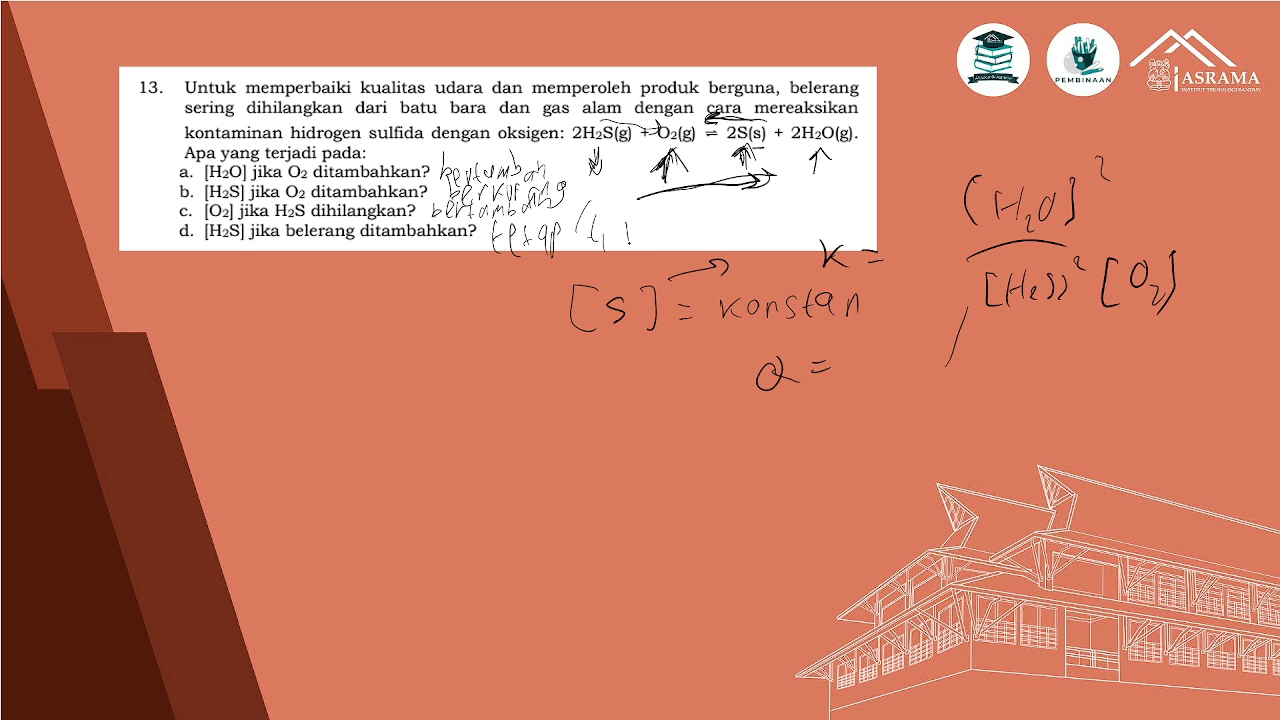 PEMBINAAN
ASRAMA
INSTITUT TEKNOLOGI BANDUNG
13. Untuk memperbaiki kualitas udara dan memperoleh produk berguna, belerang
sering dihilangkan dari batu bara dan gas alam dengan cara mereaksikan
kontaminan hidrogen sulfida dengan oksigen: 2H₂S(g) + O₂(g) ⇌ 2S(s) + 2H₂O(g).
Apa yang terjadi pada:
a. [H₂O] jika O₂ ditambahkan? bertambah
b. [H₂S] jika O₂ ditambahkan? berkurang
c. [O₂] jika H₂S dihilangkan? bertambah
d. [H₂S] jika belerang ditambahkan? tetap
[H₂O]²
K =
[H₂S]² [O₂]
[S] = konstan
Q =